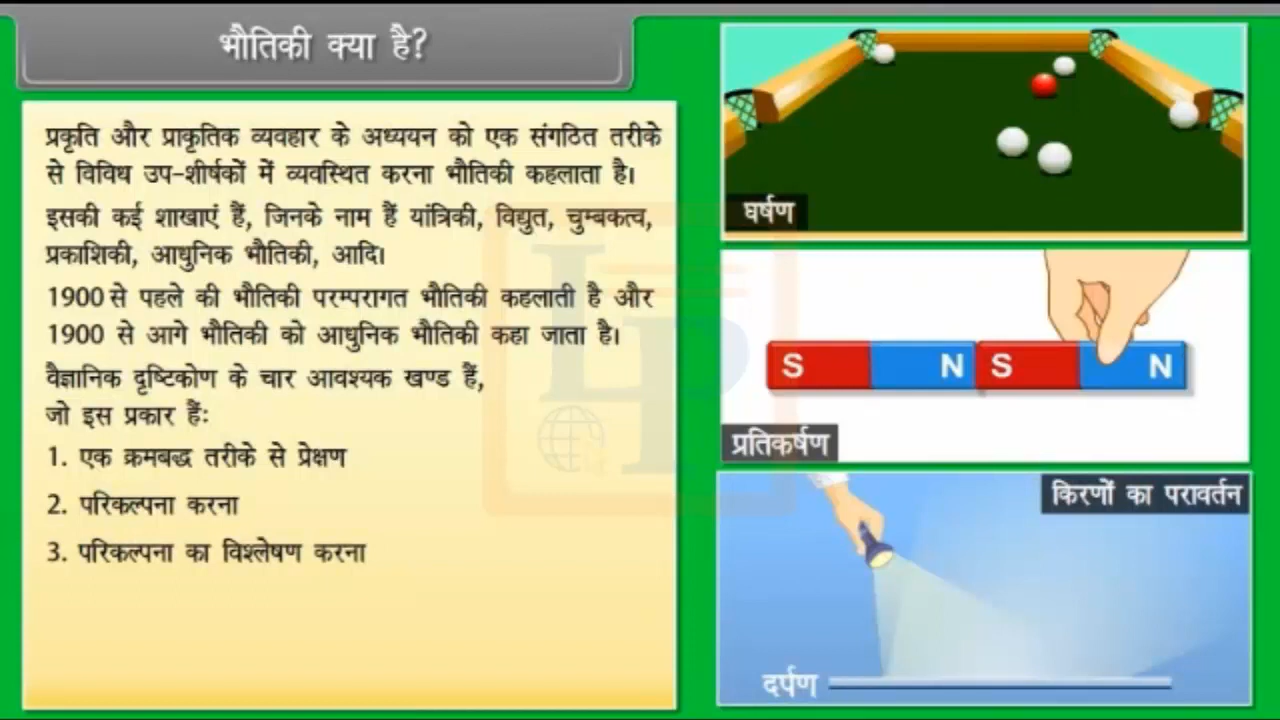 भौतिकी क्या है?
प्रकृति और प्राकृतिक व्यवहार के अध्ययन को एक संगठित तरीके
से विविध उप-शीर्षकों में व्यवस्थित करना भौतिकी कहलाता है।
इसकी कई शाखाएं हैं, जिनके नाम हैं यांत्रिकी, विद्युत, चुम्बकत्व,
प्रकाशिकी, आधुनिक भौतिकी, आदि।
1900 से पहले की भौतिकी परम्परागत भौतिकी कहलाती है और
1900 से आगे भौतिकी को आधुनिक भौतिकी कहा जाता है।
वैज्ञानिक दृष्टिकोण के चार आवश्यक खण्ड हैं,
जो इस प्रकार हैंः
1. एक क्रमबद्ध तरीके से प्रेक्षण
2. परिकल्पना करना
3. परिकल्पना का विश्लेषण करना
घर्षण
S N S N
प्रतिकर्षण
किरणों का परावर्तन
दर्पण